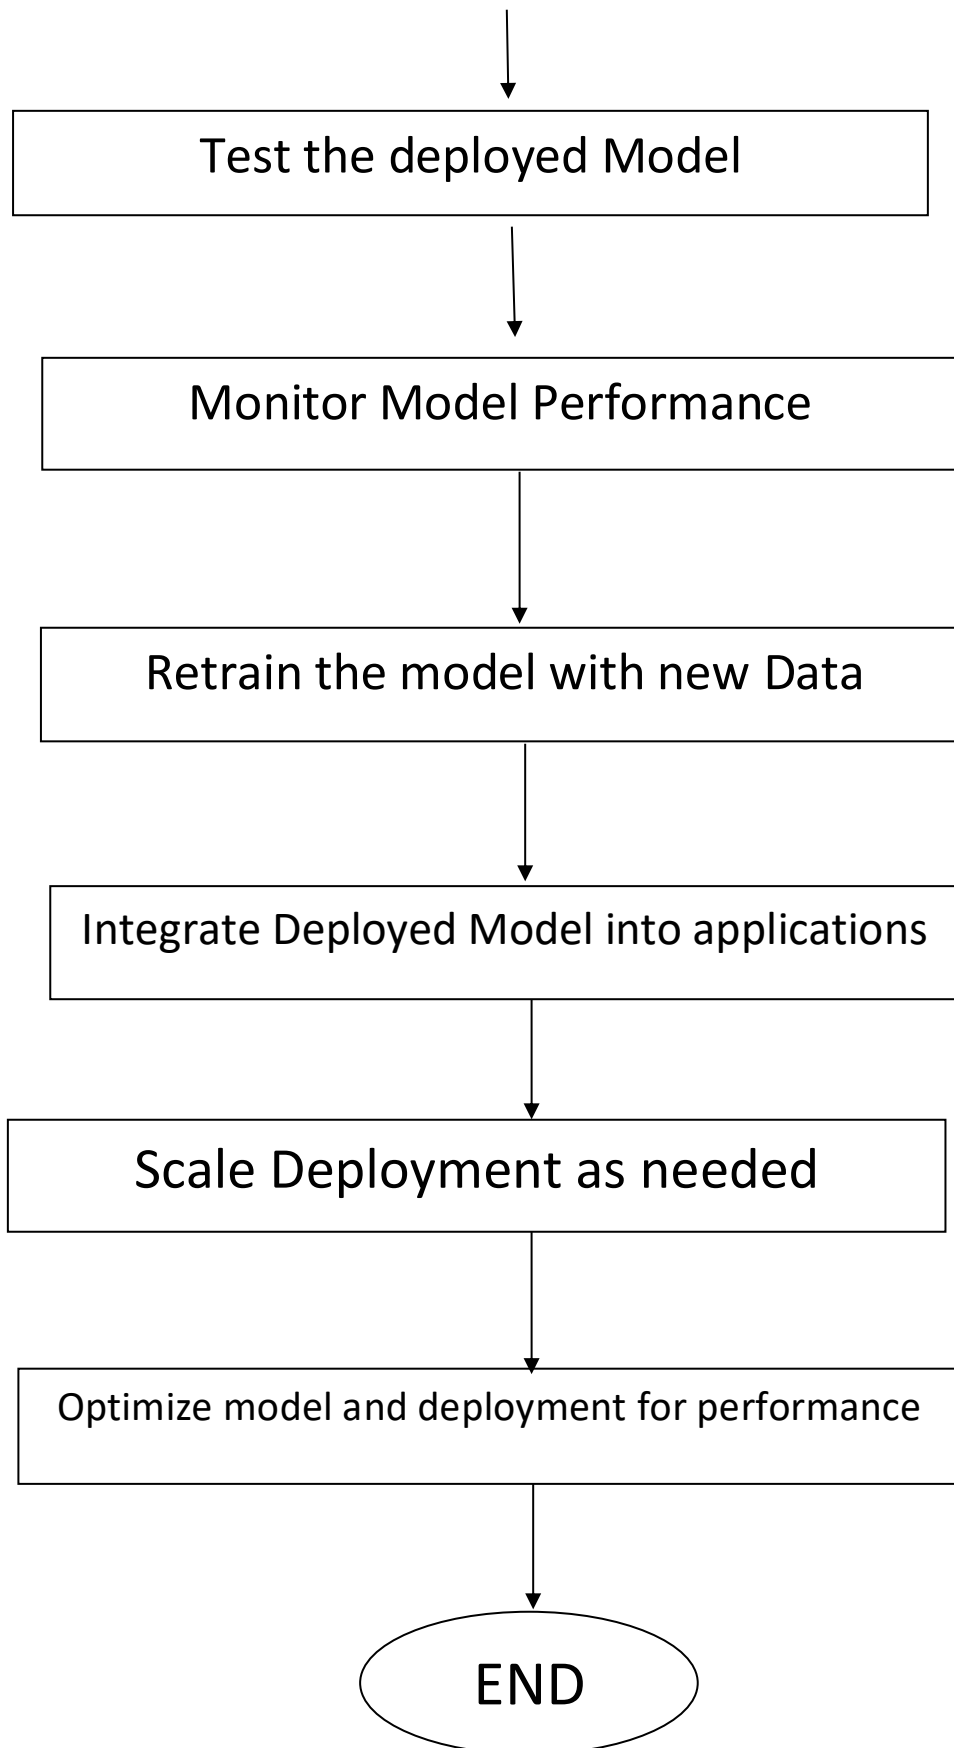 Test the deployed Model
Monitor Model Performance
Retrain the model with new Data
Integrate Deployed Model into applications
Scale Deployment as needed
Optimize model and deployment for performance
END